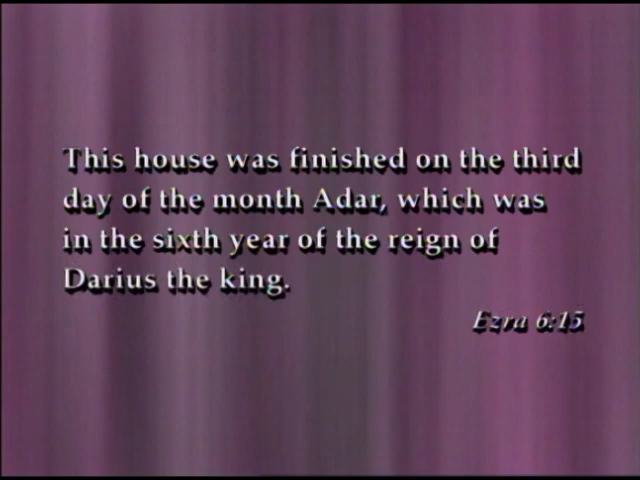 This house was finished on the third
day of the month Adar, which was
in the sixth year of the reign of
Darius the king.
Ezra 6:15